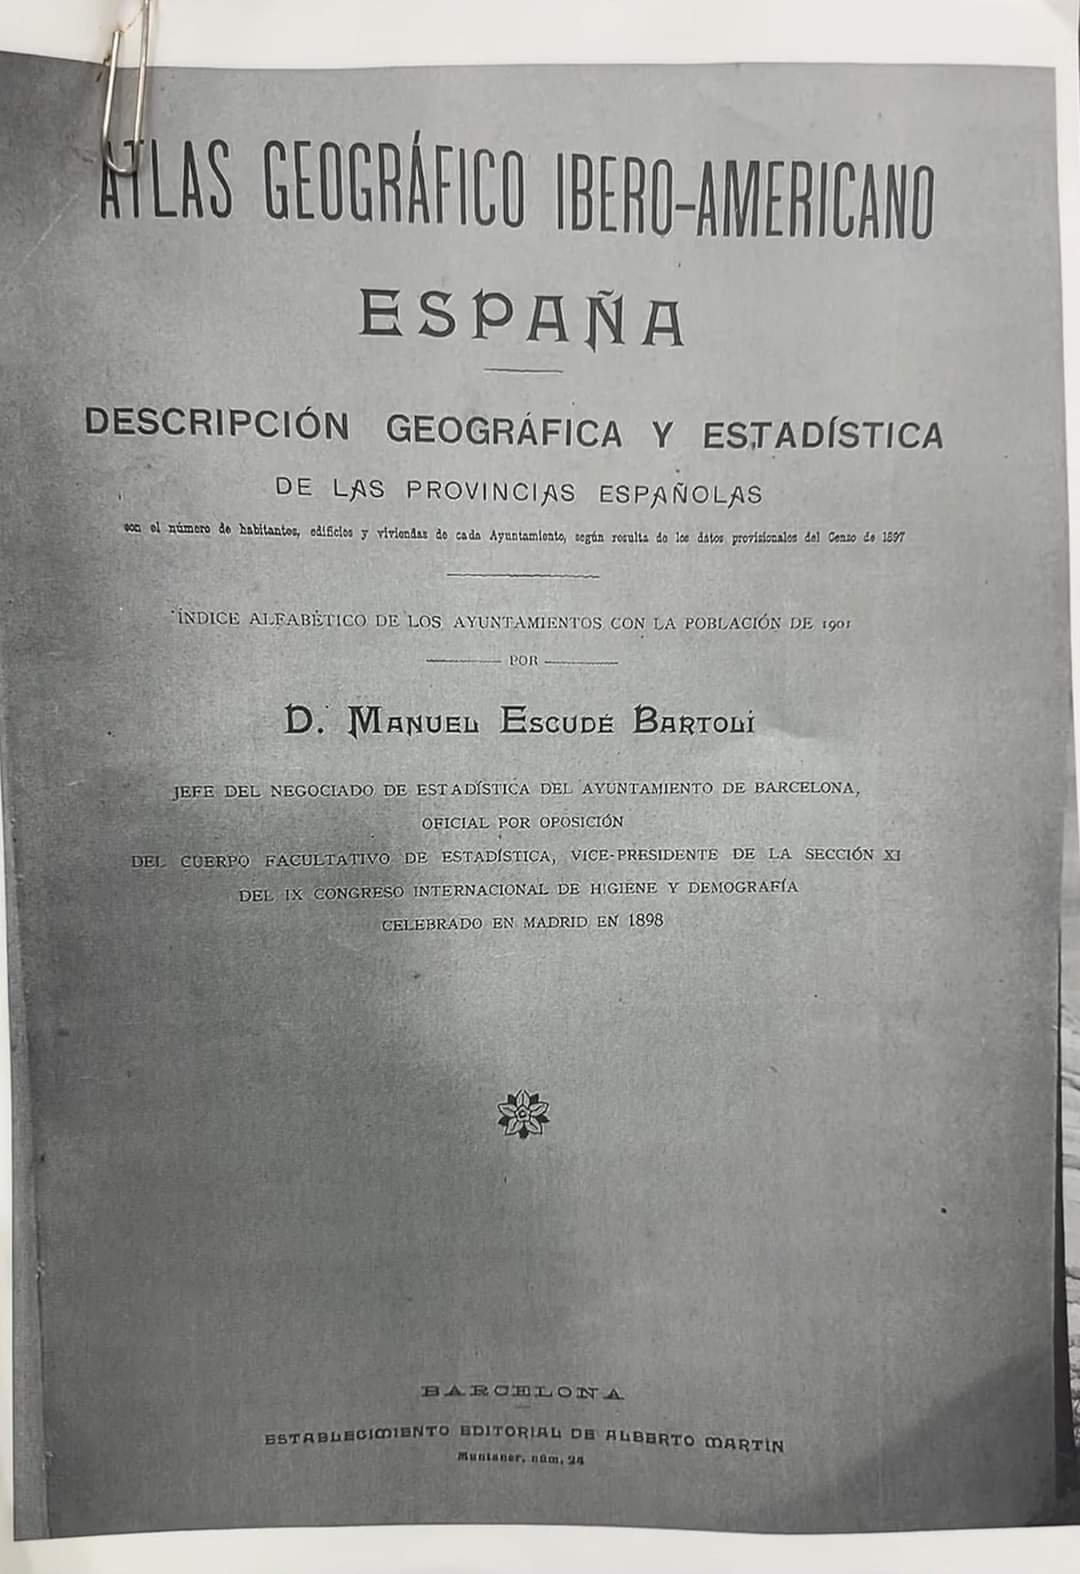 ATLAS GEOGRÁFICO IBERO-AMERICANO
ESPAÑA
DESCRIPCIÓN GEOGRÁFICA Y ESTADÍSTICA
DE LAS PROVINCIAS ESPAÑOLAS
con el número de habitantes, edificios y viviendas de cada Ayuntamiento, según resulta de los datos provisionales del Censo de 1897
ÍNDICE ALFABÉTICO DE LOS AYUNTAMIENTOS CON LA POBLACIÓN DE 1901
POR
D. MANUEL ESCUDÉ BARTOLÍ
JEFE DEL NEGOCIADO DE ESTADÍSTICA DEL AYUNTAMIENTO DE BARCELONA,
OFICIAL POR OPOSICIÓN
DEL CUERPO FACULTATIVO DE ESTADÍSTICA, VICE-PRESIDENTE DE LA SECCIÓN XI
DEL IX CONGRESO INTERNACIONAL DE HIGIENE Y DEMOGRAFÍA
CELEBRADO EN MADRID EN 1898
BARCELONA
ESTABLECIMIENTO EDITORIAL DE ALBERTO MARTÍN
Muntaner, núm. 24